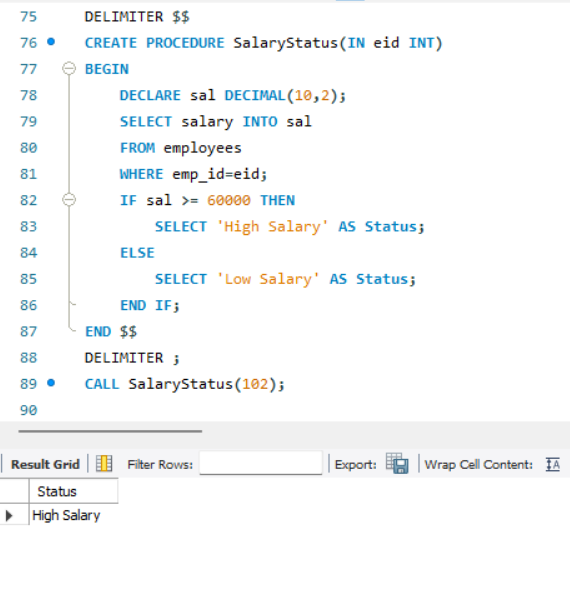 75 DELIMITER $$
76 CREATE PROCEDURE SalaryStatus(IN eid INT)
77 BEGIN
78 DECLARE sal DECIMAL(10,2);
79 SELECT salary INTO sal
80 FROM employees
81 WHERE emp_id=eid;
82 IF sal >= 60000 THEN
83 SELECT 'High Salary' AS Status;
84 ELSE
85 SELECT 'Low Salary' AS Status;
86 END IF;
87 END $$
88 DELIMITER ;
89 CALL SalaryStatus(102);
90
Result Grid Filter Rows: Export: Wrap Cell Content: IA
Status
High Salary